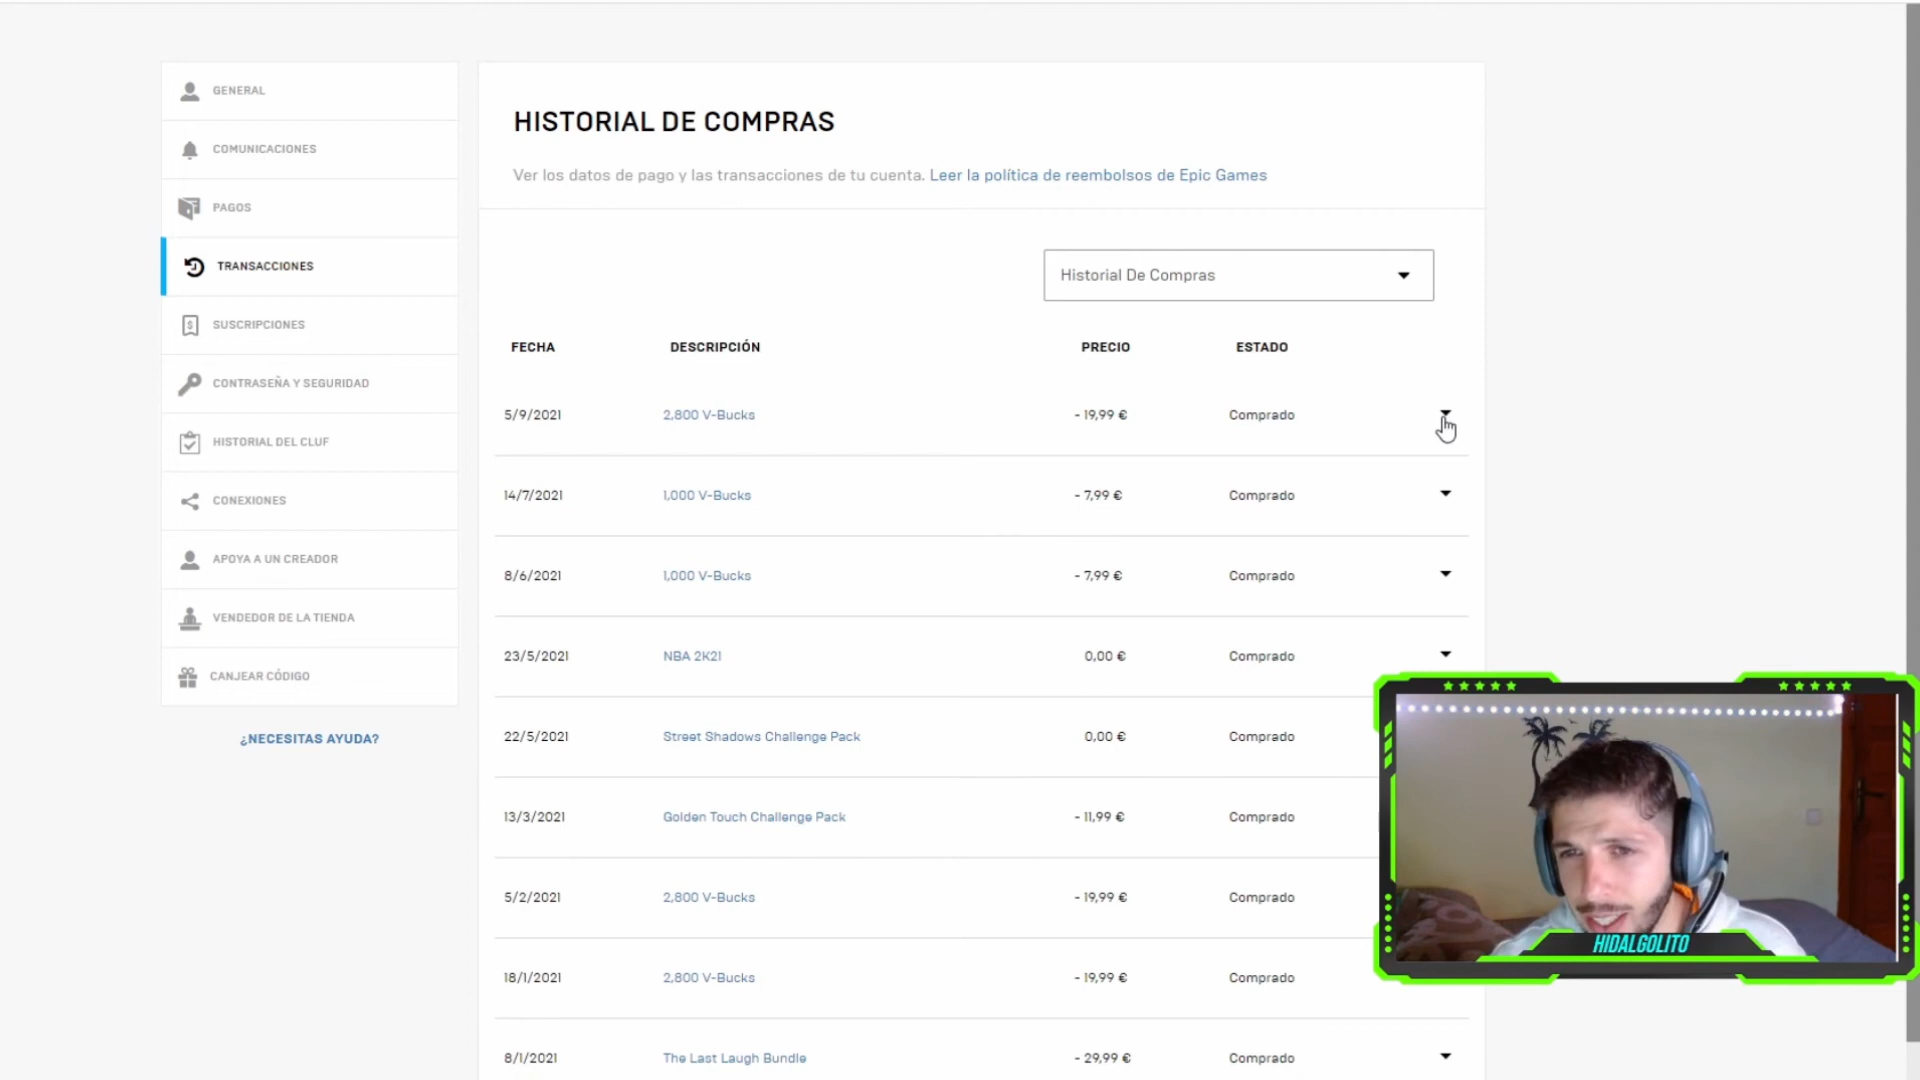 GENERAL
COMUNICACIONES
PAGOS
TRANSACCIONES
SUSCRIPCIONES
CONTRASEÑA Y SEGURIDAD
HISTORIAL DEL CLUF
CONEXIONES
APOYA A UN CREADOR
VENDEDOR DE LA TIENDA
CANJEAR CÓDIGO
¿NECESITAS AYUDA?
HISTORIAL DE COMPRAS
Ver los datos de pago y las transacciones de tu cuenta. Leer la política de reembolsos de Epic Games
Historial De Compras
FECHA DESCRIPCIÓN PRECIO ESTADO
5/9/2021 2,800 V-Bucks - 19,99 € Comprado
14/7/2021 1,000 V-Bucks - 7,99 € Comprado
8/6/2021 1,000 V-Bucks - 7,99 € Comprado
23/5/2021 NBA 2K21 0,00 € Comprado
22/5/2021 Street Shadows Challenge Pack 0,00 € Comprado
13/3/2021 Golden Touch Challenge Pack - 11,99 € Comprado
5/2/2021 2,800 V-Bucks - 19,99 € Comprado
18/1/2021 2,800 V-Bucks - 19,99 € Comprado
8/1/2021 The Last Laugh Bundle - 29,99 € Comprado
HIDALGOLITO